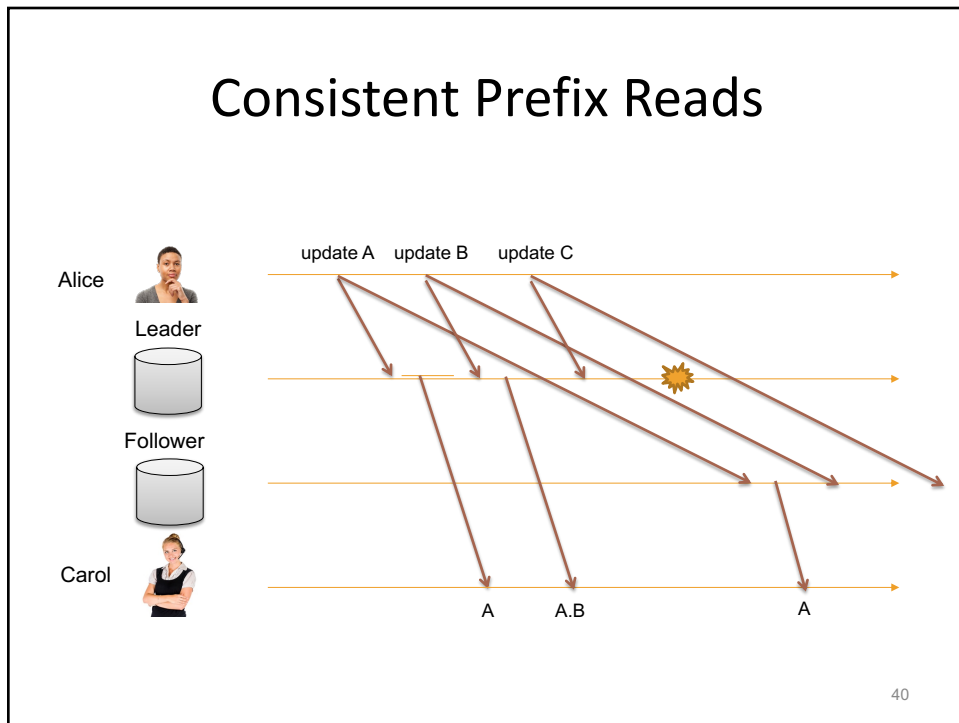 Consistent Prefix Reads
update A update B update C
Alice
Leader
Follower
Carol
A A.B A
40